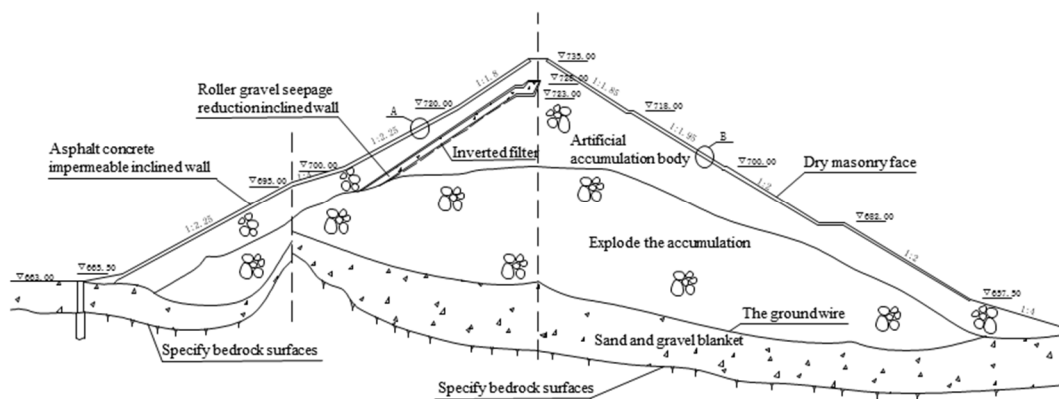 ▽735.00
1:1.8
1:1.85
▽723.00
Roller gravel seepage
reduction inclined wall
A
▽720.00
▽718.00
1:2.25
1:1.95
B
Asphalt concrete
impermeable inclined wall
Inverted filter
Artificial
accumulation body
▽700.00
▽700.00
Dry masonry face
▽695.00
1:2
1:2.25
▽682.00
Explode the accumulation
1:2
▽663.00
▽665.50
▽657.50
1:4
The ground wire
Sand and gravel blanket
Specify bedrock surfaces
Specify bedrock surfaces